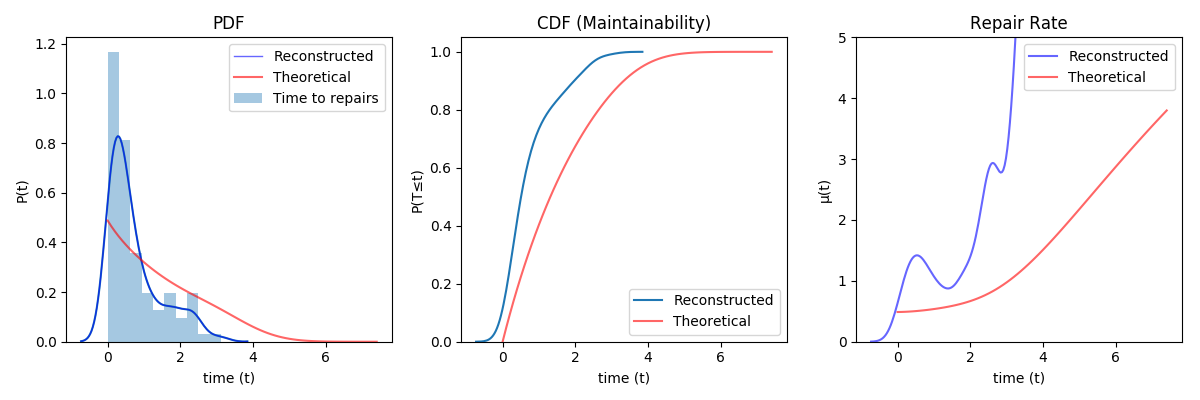 PDF
P(t)
1.2
1.0
0.8
0.6
0.4
0.2
0.0
0 2 4 6
time (t)
Reconstructed
Theoretical
Time to repairs
CDF (Maintainability)
P(T≤t)
1.0
0.8
0.6
0.4
0.2
0.0
0 2 4 6
time (t)
Reconstructed
Theoretical
Repair Rate
μ(t)
5
4
3
2
1
0
0 2 4 6
time (t)
Reconstructed
Theoretical